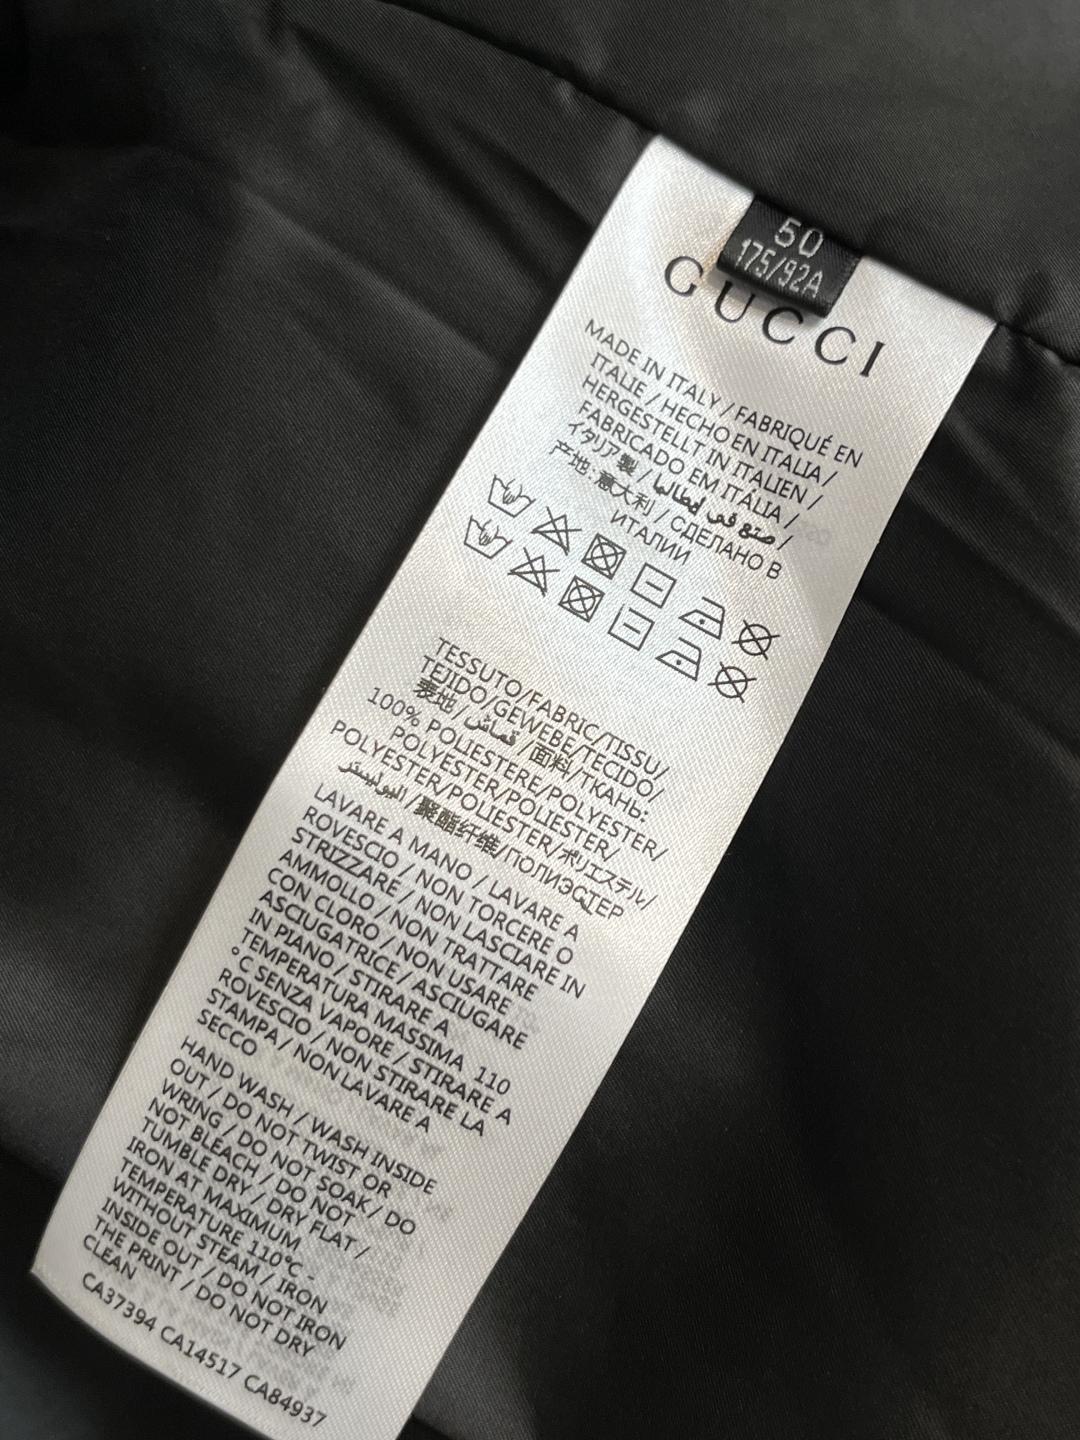 50
175/92A
GUCCI
MADE IN ITALY / FABRIQUÉ EN
ITALIE / HECHO EN ITALIA /
HERGESTELLT IN ITALIEN /
FABRICADO EM ITÁLIA /
イタリア製 / صنع في إيطاليا /
产地: 意大利 / СДЕЛАНО В
ИТАЛИИ
TESSUTO/FABRIC/TISSU/
TEJIDO/GEWEBE/TECIDO/
表地 / قماش / 面料/ТКАНЬ:
100% POLIESTERE/POLYESTER/
POLYESTER/POLIESTER/
POLYESTER/POLIESTER/ポリエステル/
البوليستر / 聚酯纤维/ПОЛИЭСТЕР
LAVARE A MANO / LAVARE A
ROVESCIO / NON TORCERE O
STRIZZARE / NON LASCIARE IN
AMMOLLO / NON TRATTARE
CON CLORO / NON USARE
ASCIUGATRICE / ASCIUGARE
IN PIANO / STIRARE A
TEMPERATURA MASSIMA 110
°C SENZA VAPORE / STIRARE A
ROVESCIO / NON STIRARE LA
STAMPA / NON LAVARE A
SECCO
HAND WASH / WASH INSIDE
OUT / DO NOT TWIST OR
WRING / DO NOT SOAK / DO
NOT BLEACH / DO NOT
TUMBLE DRY / DRY FLAT /
IRON AT MAXIMUM
TEMPERATURE 110°C -
WITHOUT STEAM / IRON
INSIDE OUT / DO NOT IRON
THE PRINT / DO NOT DRY
CLEAN
CA37394 CA14517 CA84937